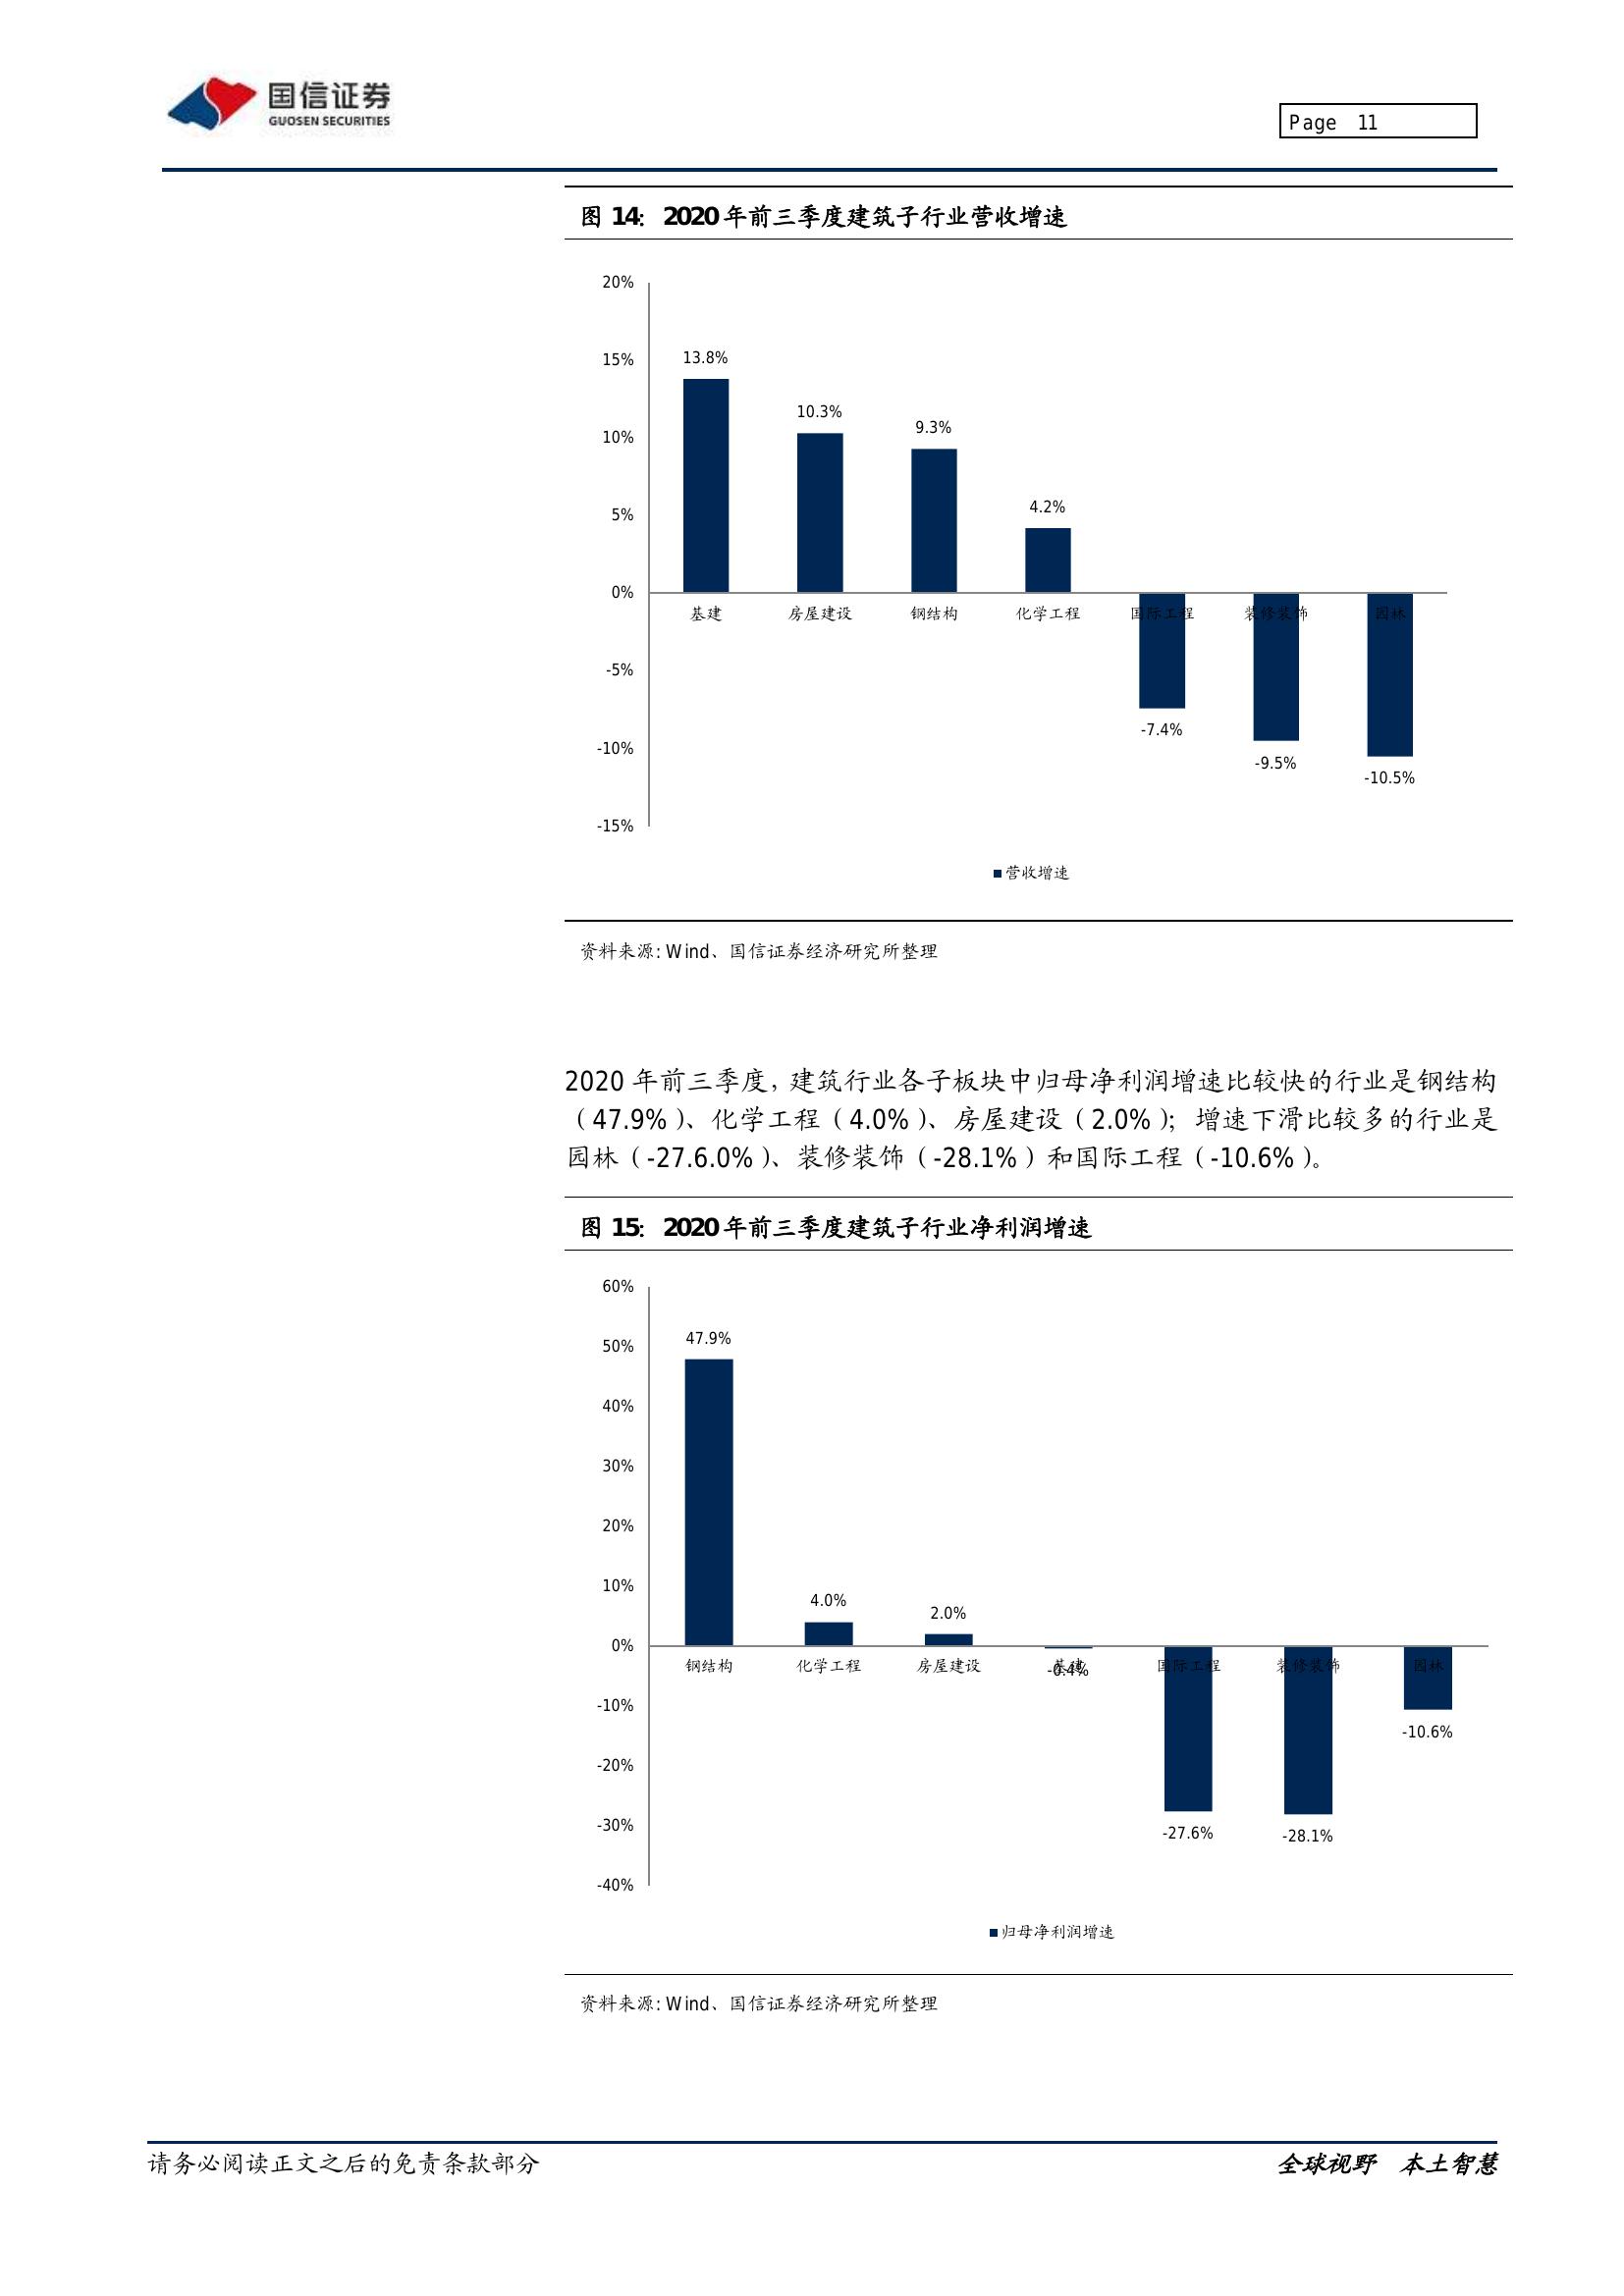 国信证券
GUOSEN SECURITIES
Page 11
图 14: 2020年前三季度建筑子行业营收增速
20%
15%
10%
5%
0%
-5%
-10%
-15%
13.8%
10.3%
9.3%
4.2%
-7.4%
-9.5%
-10.5%
基建 房屋建设 钢结构 化学工程 国际工程 装修装饰 园林
营收增速
资料来源: Wind、国信证券经济研究所整理
2020 年前三季度,建筑行业各子板块中归母净利润增速比较快的行业是钢结构
(47.9%)、化学工程(4.0%)、房屋建设(2.0%);增速下滑比较多的行业是
园林(-27.6.0%)、装修装饰(-28.1%)和国际工程(-10.6%)。
图 15: 2020年前三季度建筑子行业净利润增速
60%
50%
40%
30%
20%
10%
0%
-10%
-20%
-30%
-40%
47.9%
4.0%
2.0%
-0.4%
-27.6%
-28.1%
-10.6%
钢结构 化学工程 房屋建设 基建 国际工程 装修装饰 园林
归母净利润增速
资料来源: Wind、国信证券经济研究所整理
请务必阅读正文之后的免责条款部分
全球视野 本土智慧